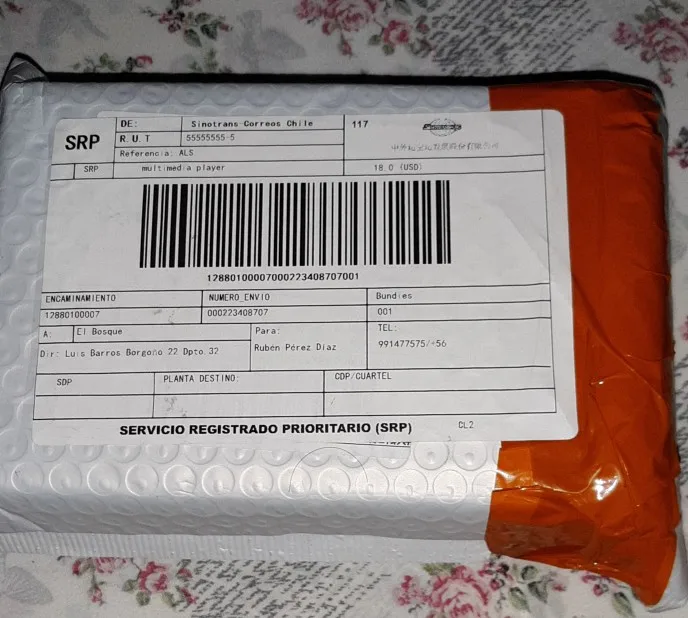 SRP
DE: Sinotrans Correos Chile
R.U.T 55555555-5
Referencia: ALS
117
SRP multimedia player 18.0 (USD)
12880100007000223408707001
ENCAMINAMIENTO NUMERO_ENVIO Bundles
12880100007 000223408707 001
A: El Bosque Para: TEL:
Dir: Luis Barros Borgoño 22 Dpto 32 Rubén Pérez Díaz 991477575/+56
SDP PLANTA DESTINO: CDP/CUARTEL
SERVICIO REGISTRADO PRIORITARIO (SRP) CL2